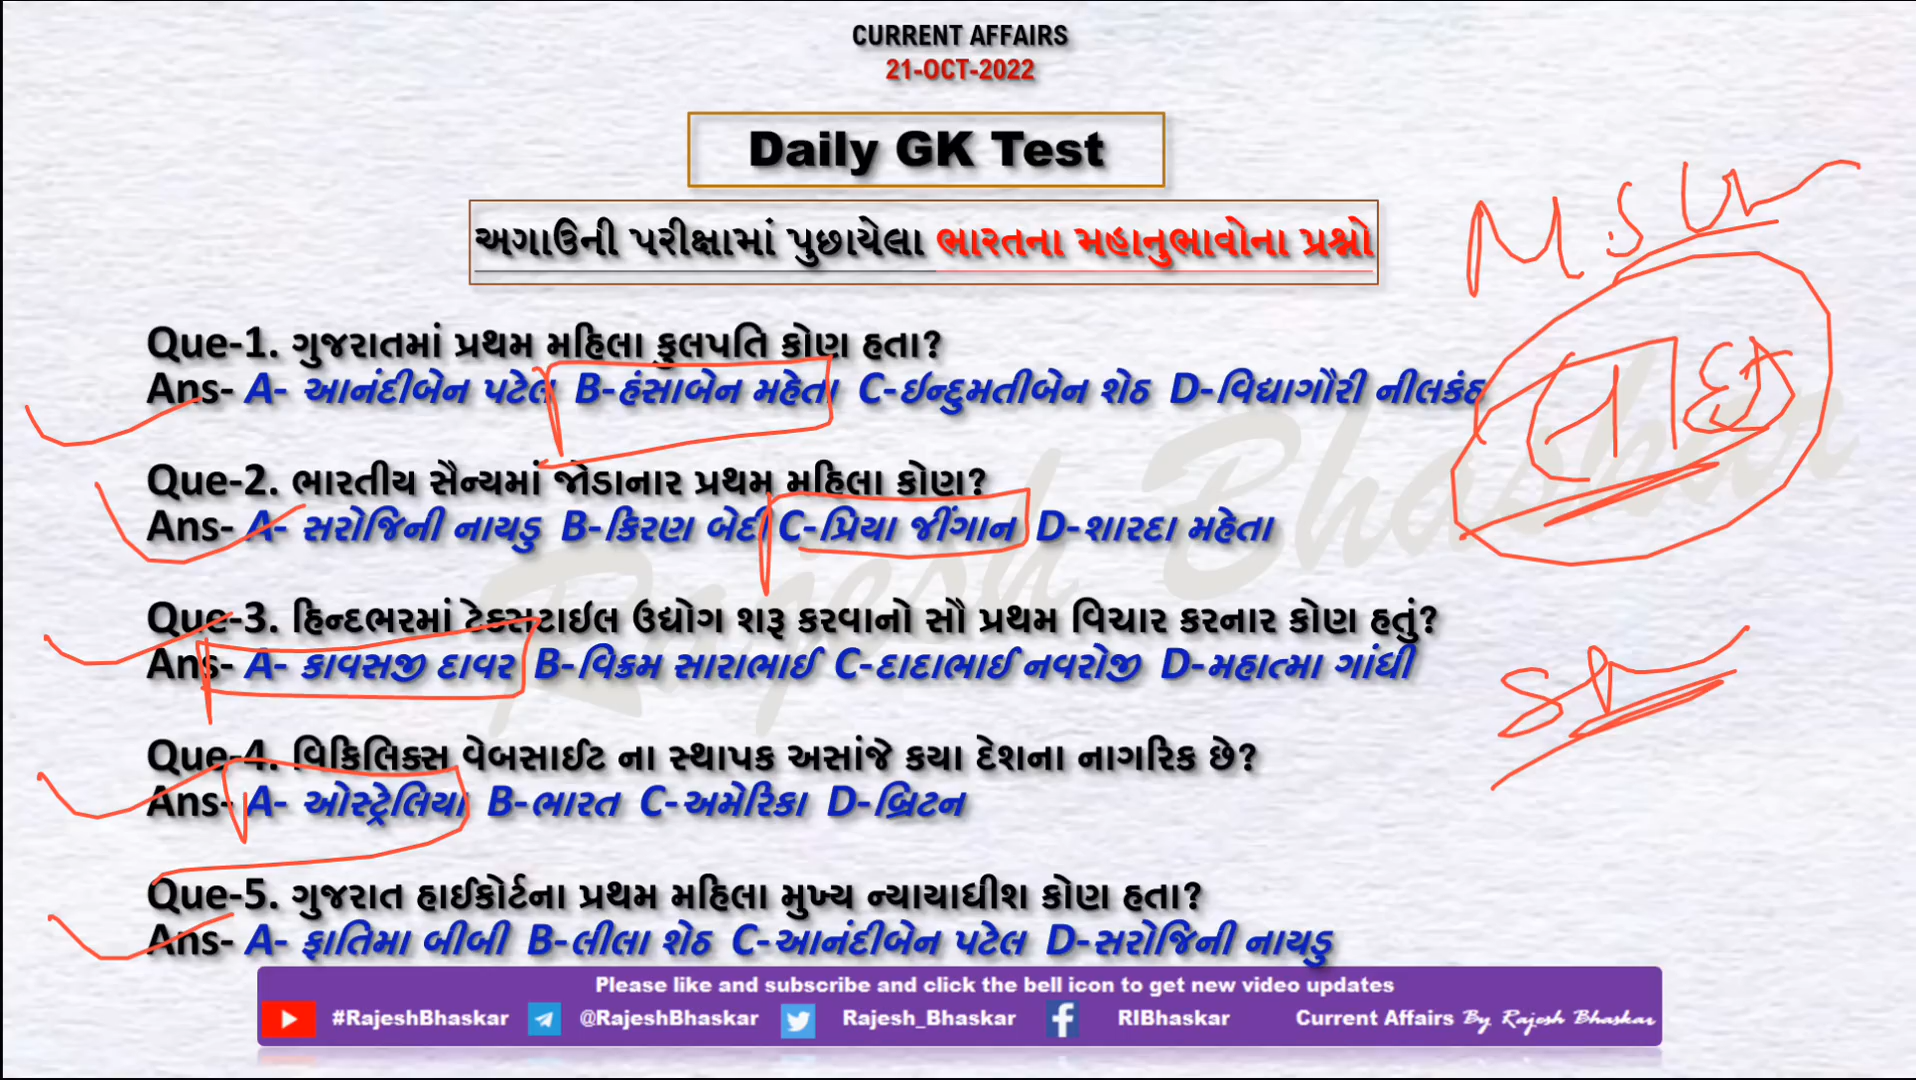 CURRENT AFFAIRS
21-OCT-2022
Daily GK Test
અગાઉની પરીક્ષામાં પુછાયેલા ભારતના મહાનુભાવોના પ્રશ્નો
M.S.U
Que-1. ગુજરાતમાં પ્રથમ મહિલા કુલપતિ કોણ હતા?
Ans- A- આનંદીબેન પટેલ B-હંસાબેન મહેતા C-ઇન્દુમતીબેન શેઠ D-વિદ્યાગૌરી નીલકંઠ
Que-2. ભારતીય સૈન્યમાં જોડાનાર પ્રથમ મહિલા કોણ?
Ans- A- સરોજિની નાયડુ B-કિરણ બેદી C-પ્રિયા જીંગાન D-શારદા મહેતા
Que-3. હિન્દભરમાં ટેક્સટાઈલ ઉદ્યોગ શરૂ કરવાનો સૌ પ્રથમ વિચાર કરનાર કોણ હતું?
Ans- A- કાવસજી દાવર B-વિક્રમ સારાભાઈ C-દાદાભાઈ નવરોજી D-મહાત્મા ગાંધી
Que-4. વિકિલિક્સ વેબસાઈટ ના સ્થાપક અસાંજે કયા દેશના નાગરિક છે?
Ans- A- ઓસ્ટ્રેલિયા B-ભારત C-અમેરિકા D-બ્રિટન
Que-5. ગુજરાત હાઈકોર્ટના પ્રથમ મહિલા મુખ્ય ન્યાયાધીશ કોણ હતા?
Ans- A- ફાતિમા બીબી B-લીલા શેઠ C-આનંદીબેન પટેલ D-સરોજિની નાયડુ
Rajesh Bhaskar
Please like and subscribe and click the bell icon to get new video updates
#RajeshBhaskar @RajeshBhaskar Rajesh_Bhaskar RIBhaskar Current Affairs By Rajesh Bhaskar